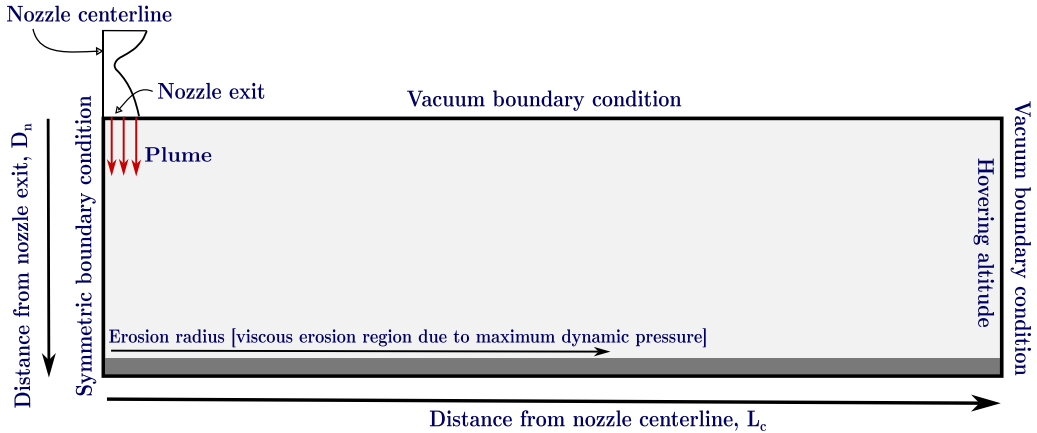 Nozzle centerline
Nozzle exit
Vacuum boundary condition
Plume
Distance from nozzle exit, Dn
Symmetric boundary condition
Hovering altitude
Vacuum boundary condition
Erosion radius [viscous erosion region due to maximum dynamic pressure]
Distance from nozzle centerline, Lc